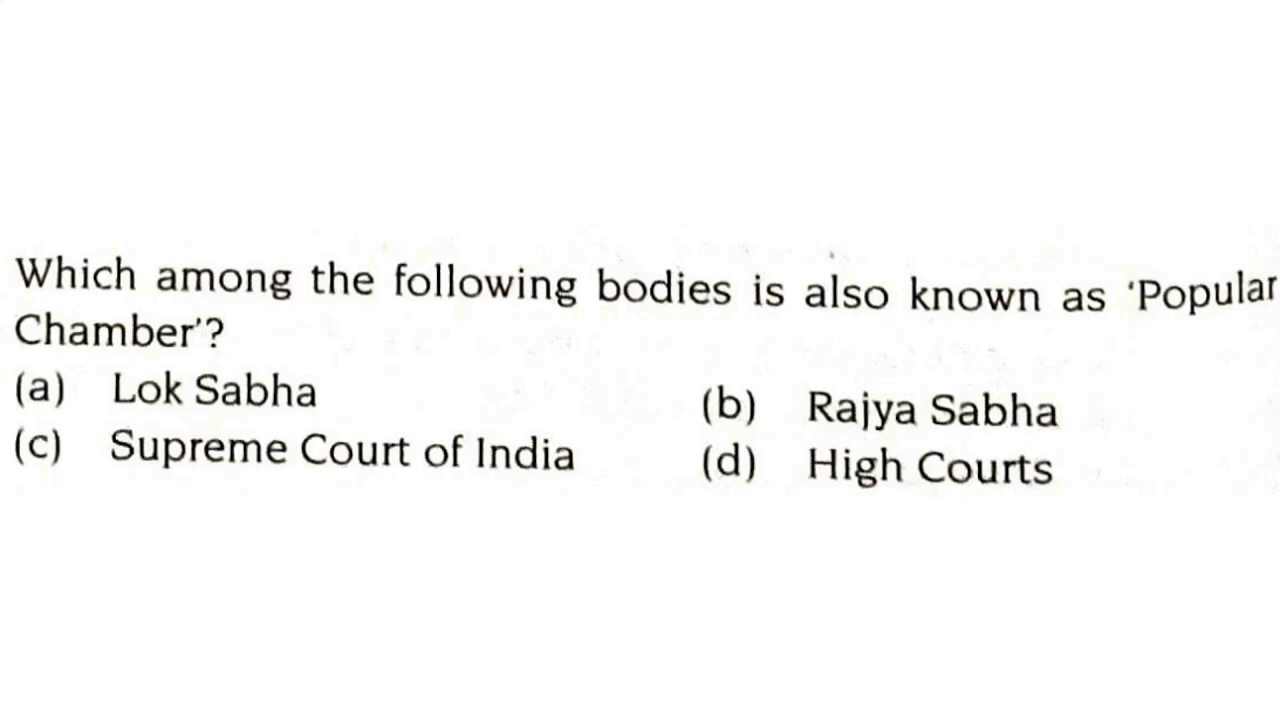 Which among the following bodies is also known as ‘Popular
Chamber’?
(a) Lok Sabha (b) Rajya Sabha
(c) Supreme Court of India (d) High Courts